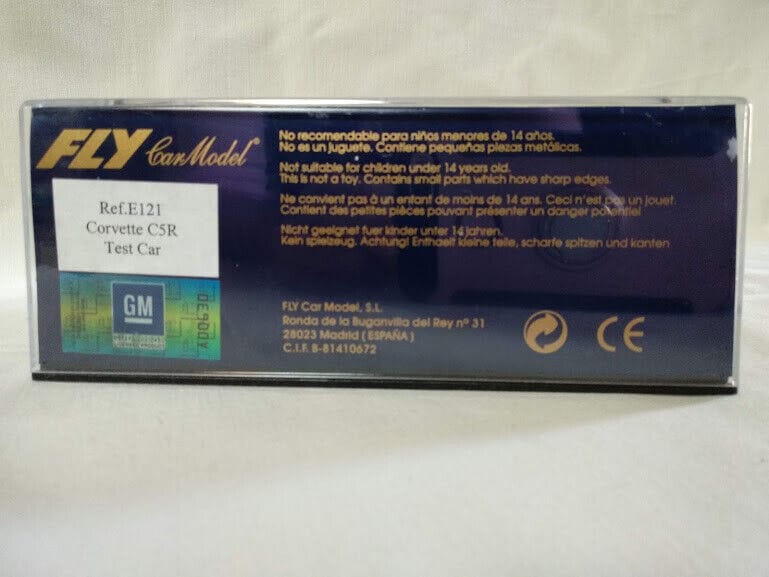 FLY Car Model
Ref.E121
Corvette C5R
Test Car
GM
A00630
No recomendable para niños menores de 14 años.
No es un juguete. Contiene pequeñas piezas metálicas.
Not suitable for children under 14 years old.
This is not a toy. Contains small parts which have sharp edges.
Ne convient pas à un enfant de moins de 14 ans. Ceci n'est pas un jouet.
Contient des petites pièces pouvant présenter un danger potentiel
Nicht geeignet fuer kinder unter 14 jahren.
Kein spielzeug. Achtung! Enthaelt kleine teile, scharfe spitzen und kanten
FLY Car Model, S.L.
Ronda de la Buganvilla del Rey nº 31
28023 Madrid ( ESPAÑA )
C.I.F. B-81410672
CE